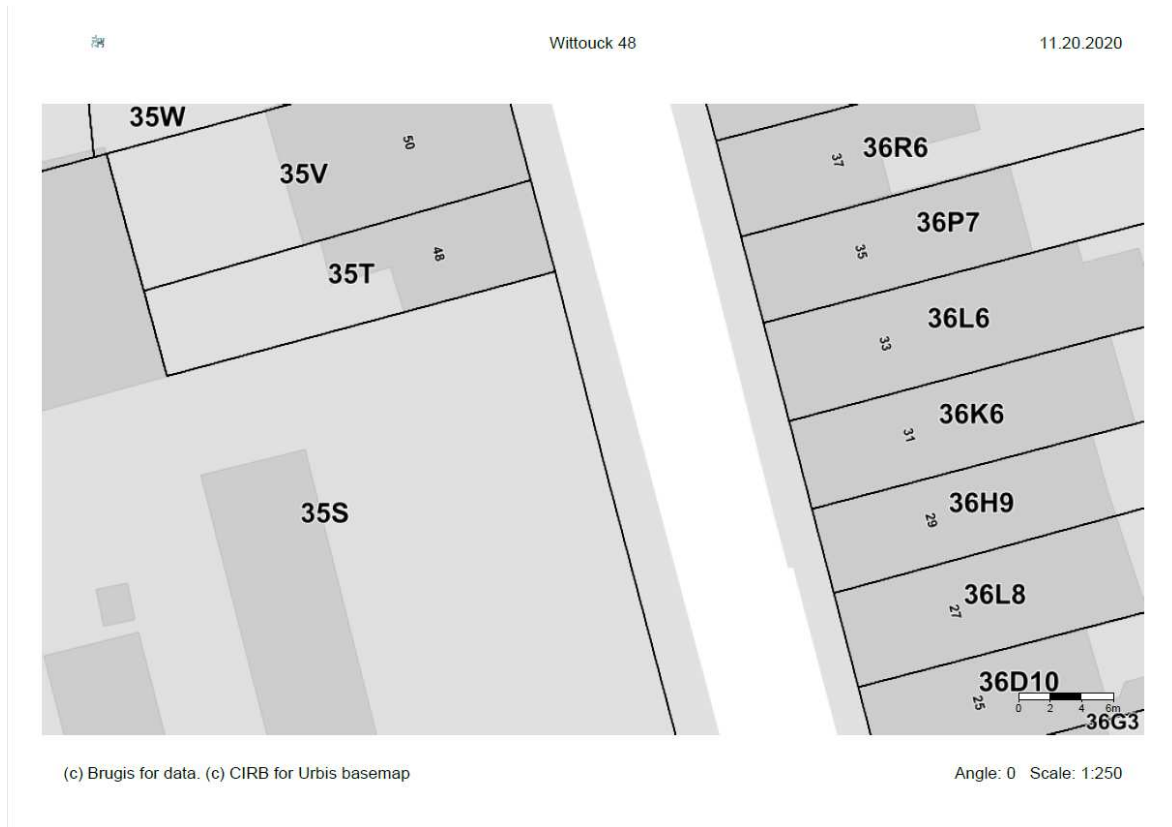 Wittouck 48
11.20.2020
35W
50
36R6
37
35V
36P7
35
48
35T
36L6
33
36K6
31
36H9
29
35S
36L8
27
36D10
25
0 2 4 6m
36G3
(c) Brugis for data. (c) CIRB for Urbis basemap
Angle: 0 Scale: 1:250